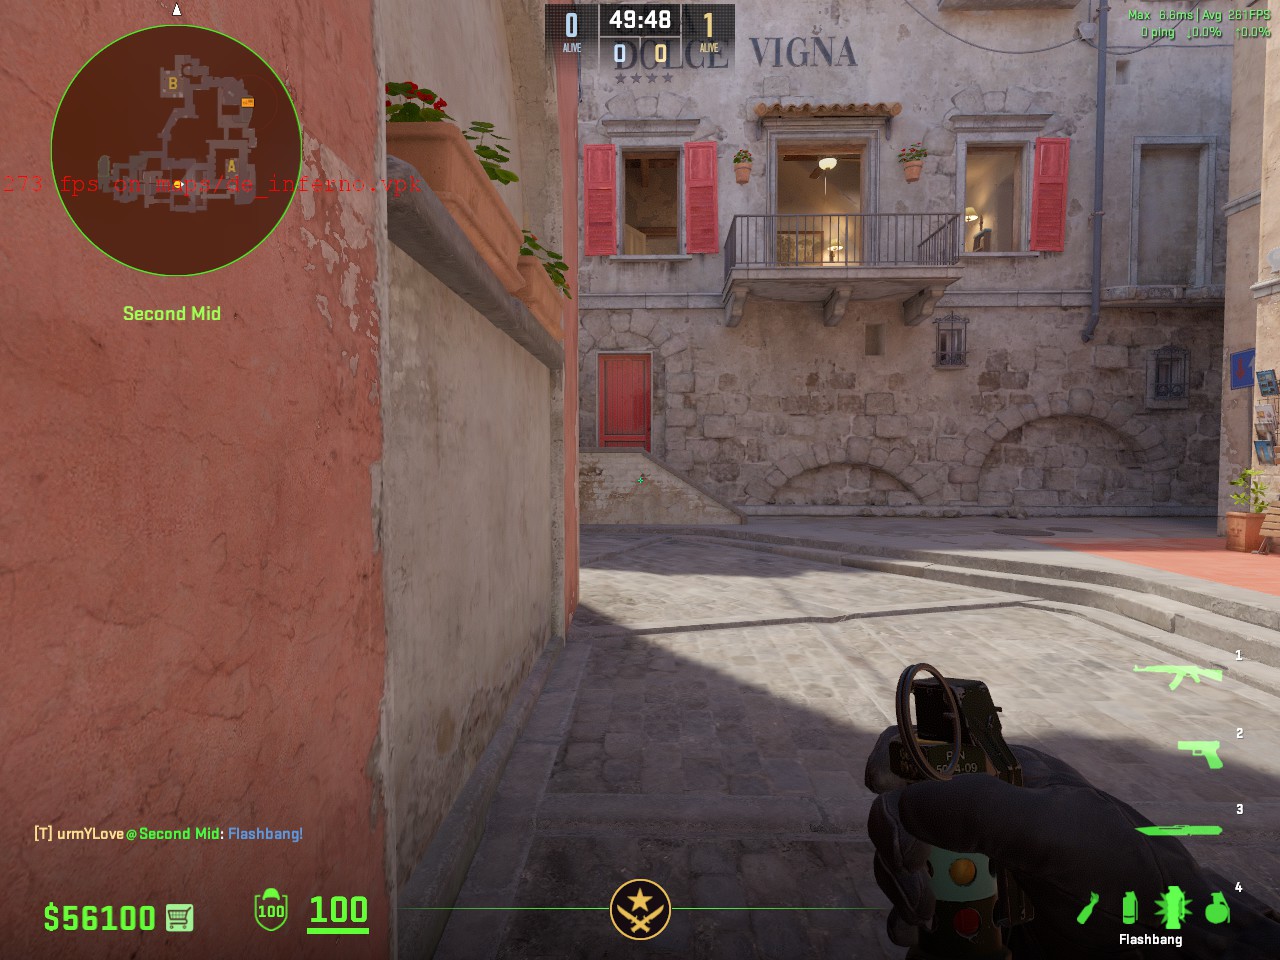 0
ALIVE
49:48
0 0
1
ALIVE
Max 6.6ms | Avg 261FPS
0 ping ↓0.0% ↑0.0%
DOLCE VIGNA
B
A
273 fps on maps/de_inferno.vpk
Second Mid
1
2
3
4
[T] urmYLove@Second Mid: Flashbang!
$56100
100
100
Flashbang